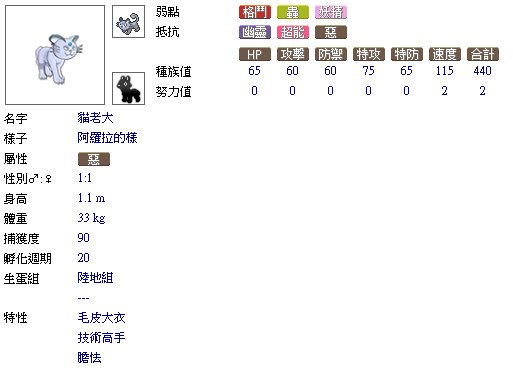 弱點 格鬥 蟲 妖精
抵抗 幽靈 超能 惡
HP 攻擊 防禦 特攻 特防 速度 合計
種族值 65 60 60 75 65 115 440
努力值 0 0 0 0 0 2 2
名字 貓老大
樣子 阿羅拉的樣
屬性 惡
性別♂:♀ 1:1
身高 1.1 m
體重 33 kg
捕獲度 90
孵化週期 20
生蛋組 陸地組
---
特性 毛皮大衣
技術高手
膽怯